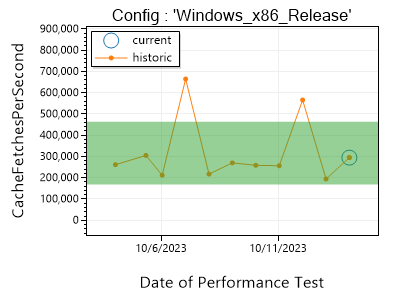 Config : 'Windows_x86_Release'
current
historic
900,000
800,000
700,000
600,000
500,000
400,000
300,000
200,000
100,000
0
CacheFetchesPerSecond
10/6/2023
10/11/2023
Date of Performance Test